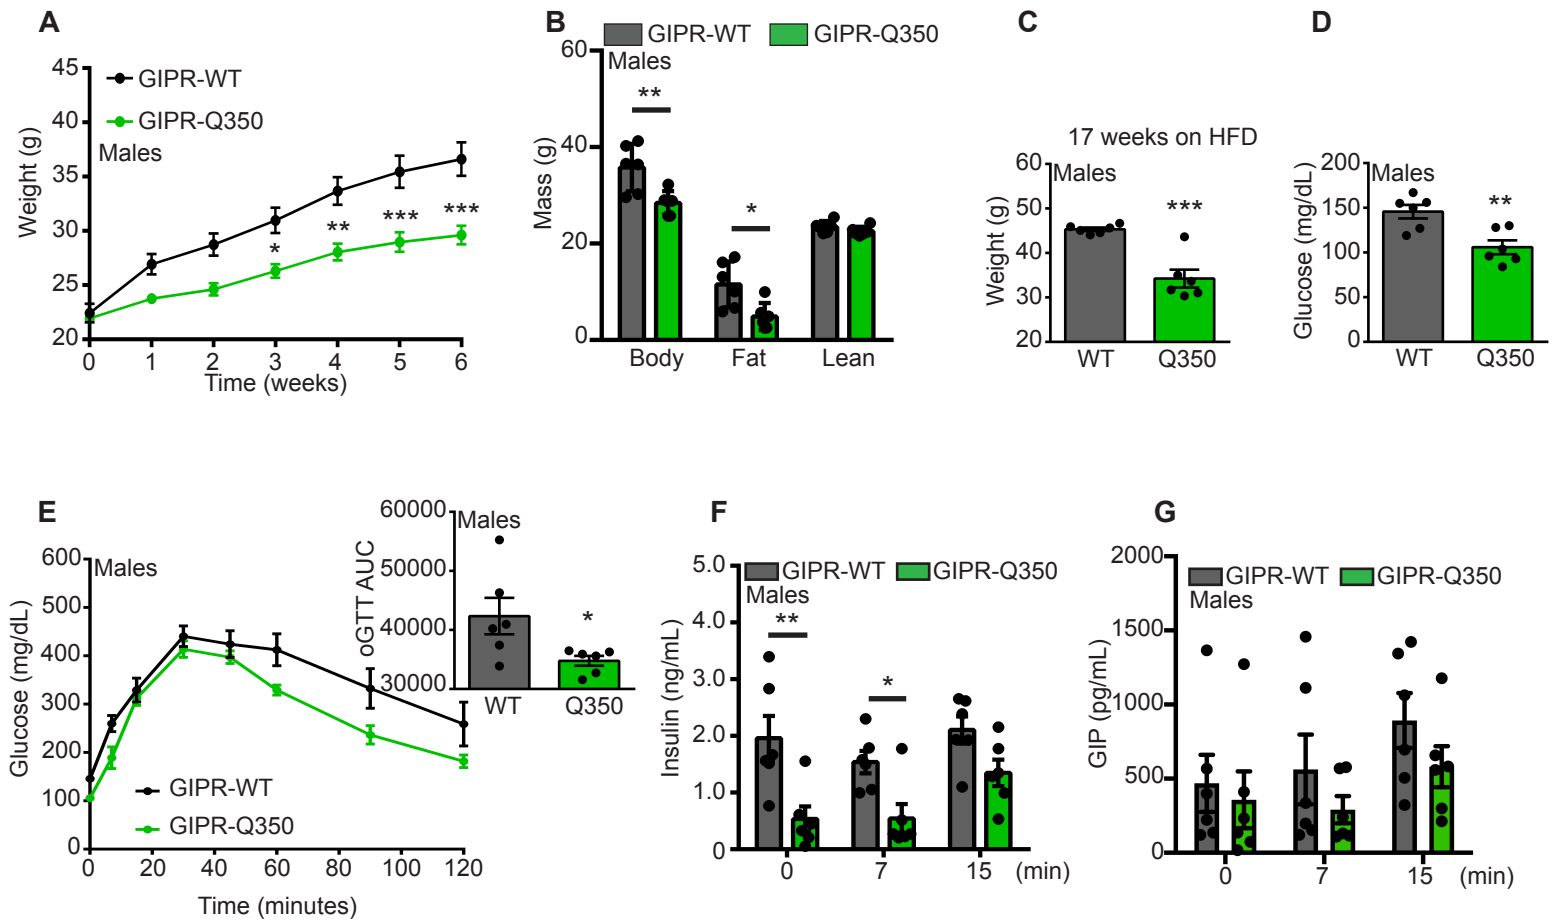 A
45
40
35
30
25
20
Weight (g)
GIPR-WT
GIPR-Q350
Males
*
**
***
***
0 1 2 3 4 5 6
Time (weeks)
B
GIPR-WT GIPR-Q350
60
40
20
0
Mass (g)
Males
**
*
Body Fat Lean
C
17 weeks on HFD
60
50
40
30
20
Weight (g)
Males
***
WT Q350
D
200
150
100
50
0
Glucose (mg/dL)
Males
**
WT Q350
E
600
500
400
300
200
100
0
Glucose (mg/dL)
Males
GIPR-WT
GIPR-Q350
0 20 40 60 80 100 120
Time (minutes)
60000
50000
40000
30000
oGTT AUC
Males
*
WT Q350
F
5.0
4.0
3.0
2.0
1.0
0
Insulin (ng/mL)
GIPR-WT GIPR-Q350
Males
**
*
0 7 15 (min)
G
2000
1500
1000
500
0
GIP (pg/mL)
GIPR-WT GIPR-Q350
Males
0 7 15 (min)